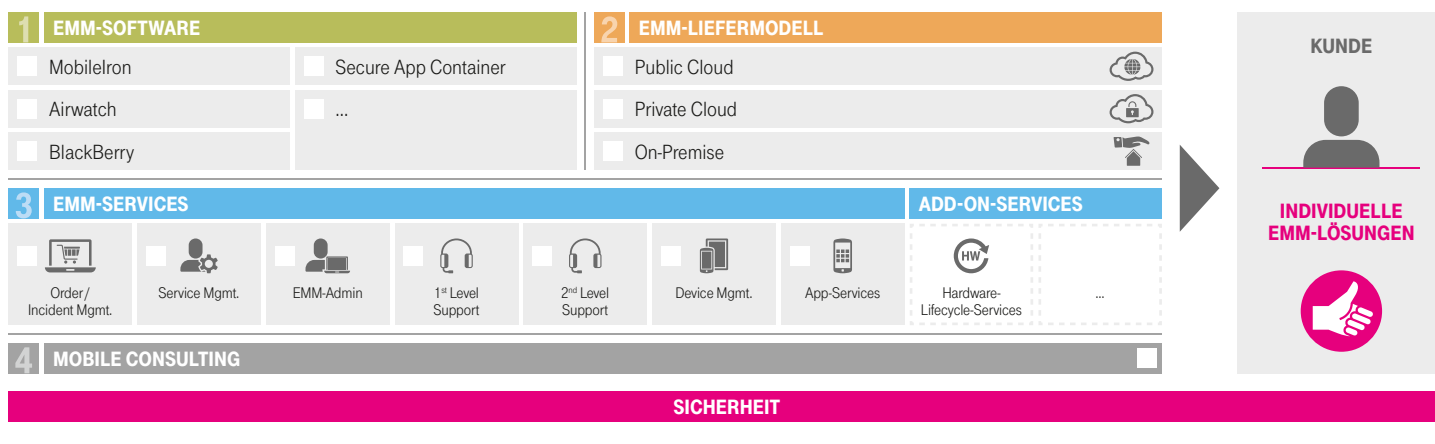 1 EMM-SOFTWARE
MobileIron
Secure App Container
Airwatch
...
BlackBerry
2 EMM-LIEFERMODELL
Public Cloud
Private Cloud
On-Premise
3 EMM-SERVICES
Order/
Incident Mgmt.
Service Mgmt.
EMM-Admin
1st Level
Support
2nd Level
Support
Device Mgmt.
App-Services
ADD-ON-SERVICES
HW
Hardware-
Lifecycle-Services
...
4 MOBILE CONSULTING
KUNDE
INDIVIDUELLE
EMM-LÖSUNGEN
SICHERHEIT